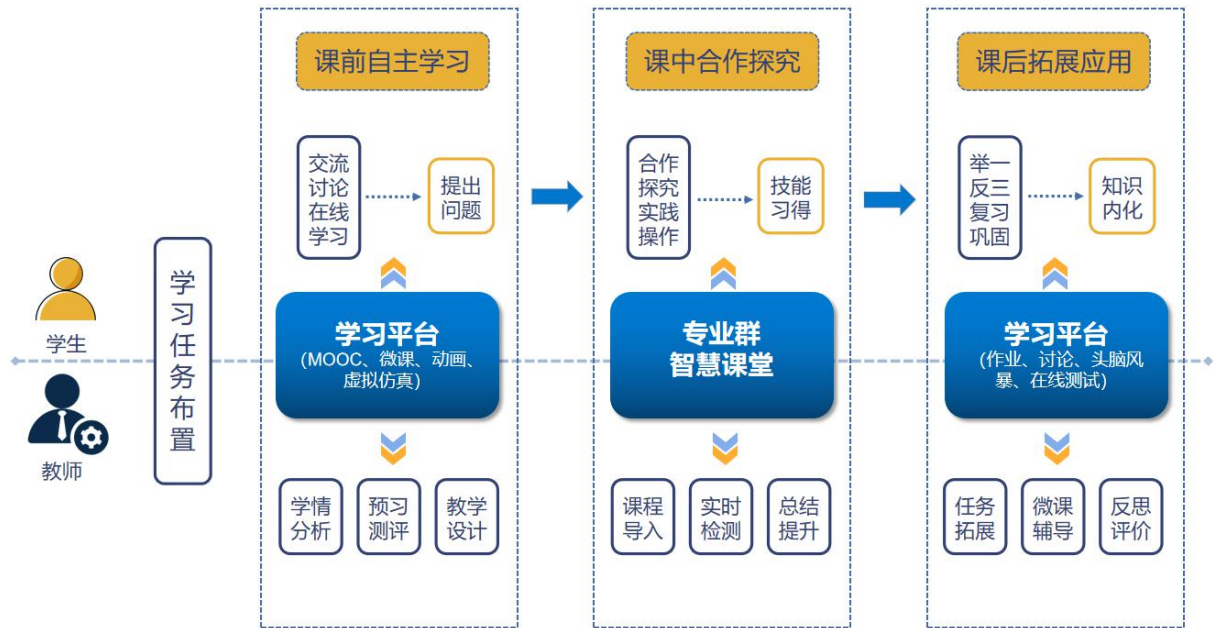 课前自主学习
课中合作探究
课后拓展应用
交流
讨论
在线
学习
提出
问题
合作
探究
实践
操作
技能
习得
举一
反三
复习
巩固
知识
内化
学生
教师
学
习
任
务
布
置
学习平台
(MOOC、微课、动画、
虚拟仿真)
专业群
智慧课堂
学习平台
(作业、讨论、头脑风
暴、在线测试)
学情
分析
预习
测评
教学
设计
课程
导入
实时
检测
总结
提升
任务
拓展
微课
辅导
反思
评价